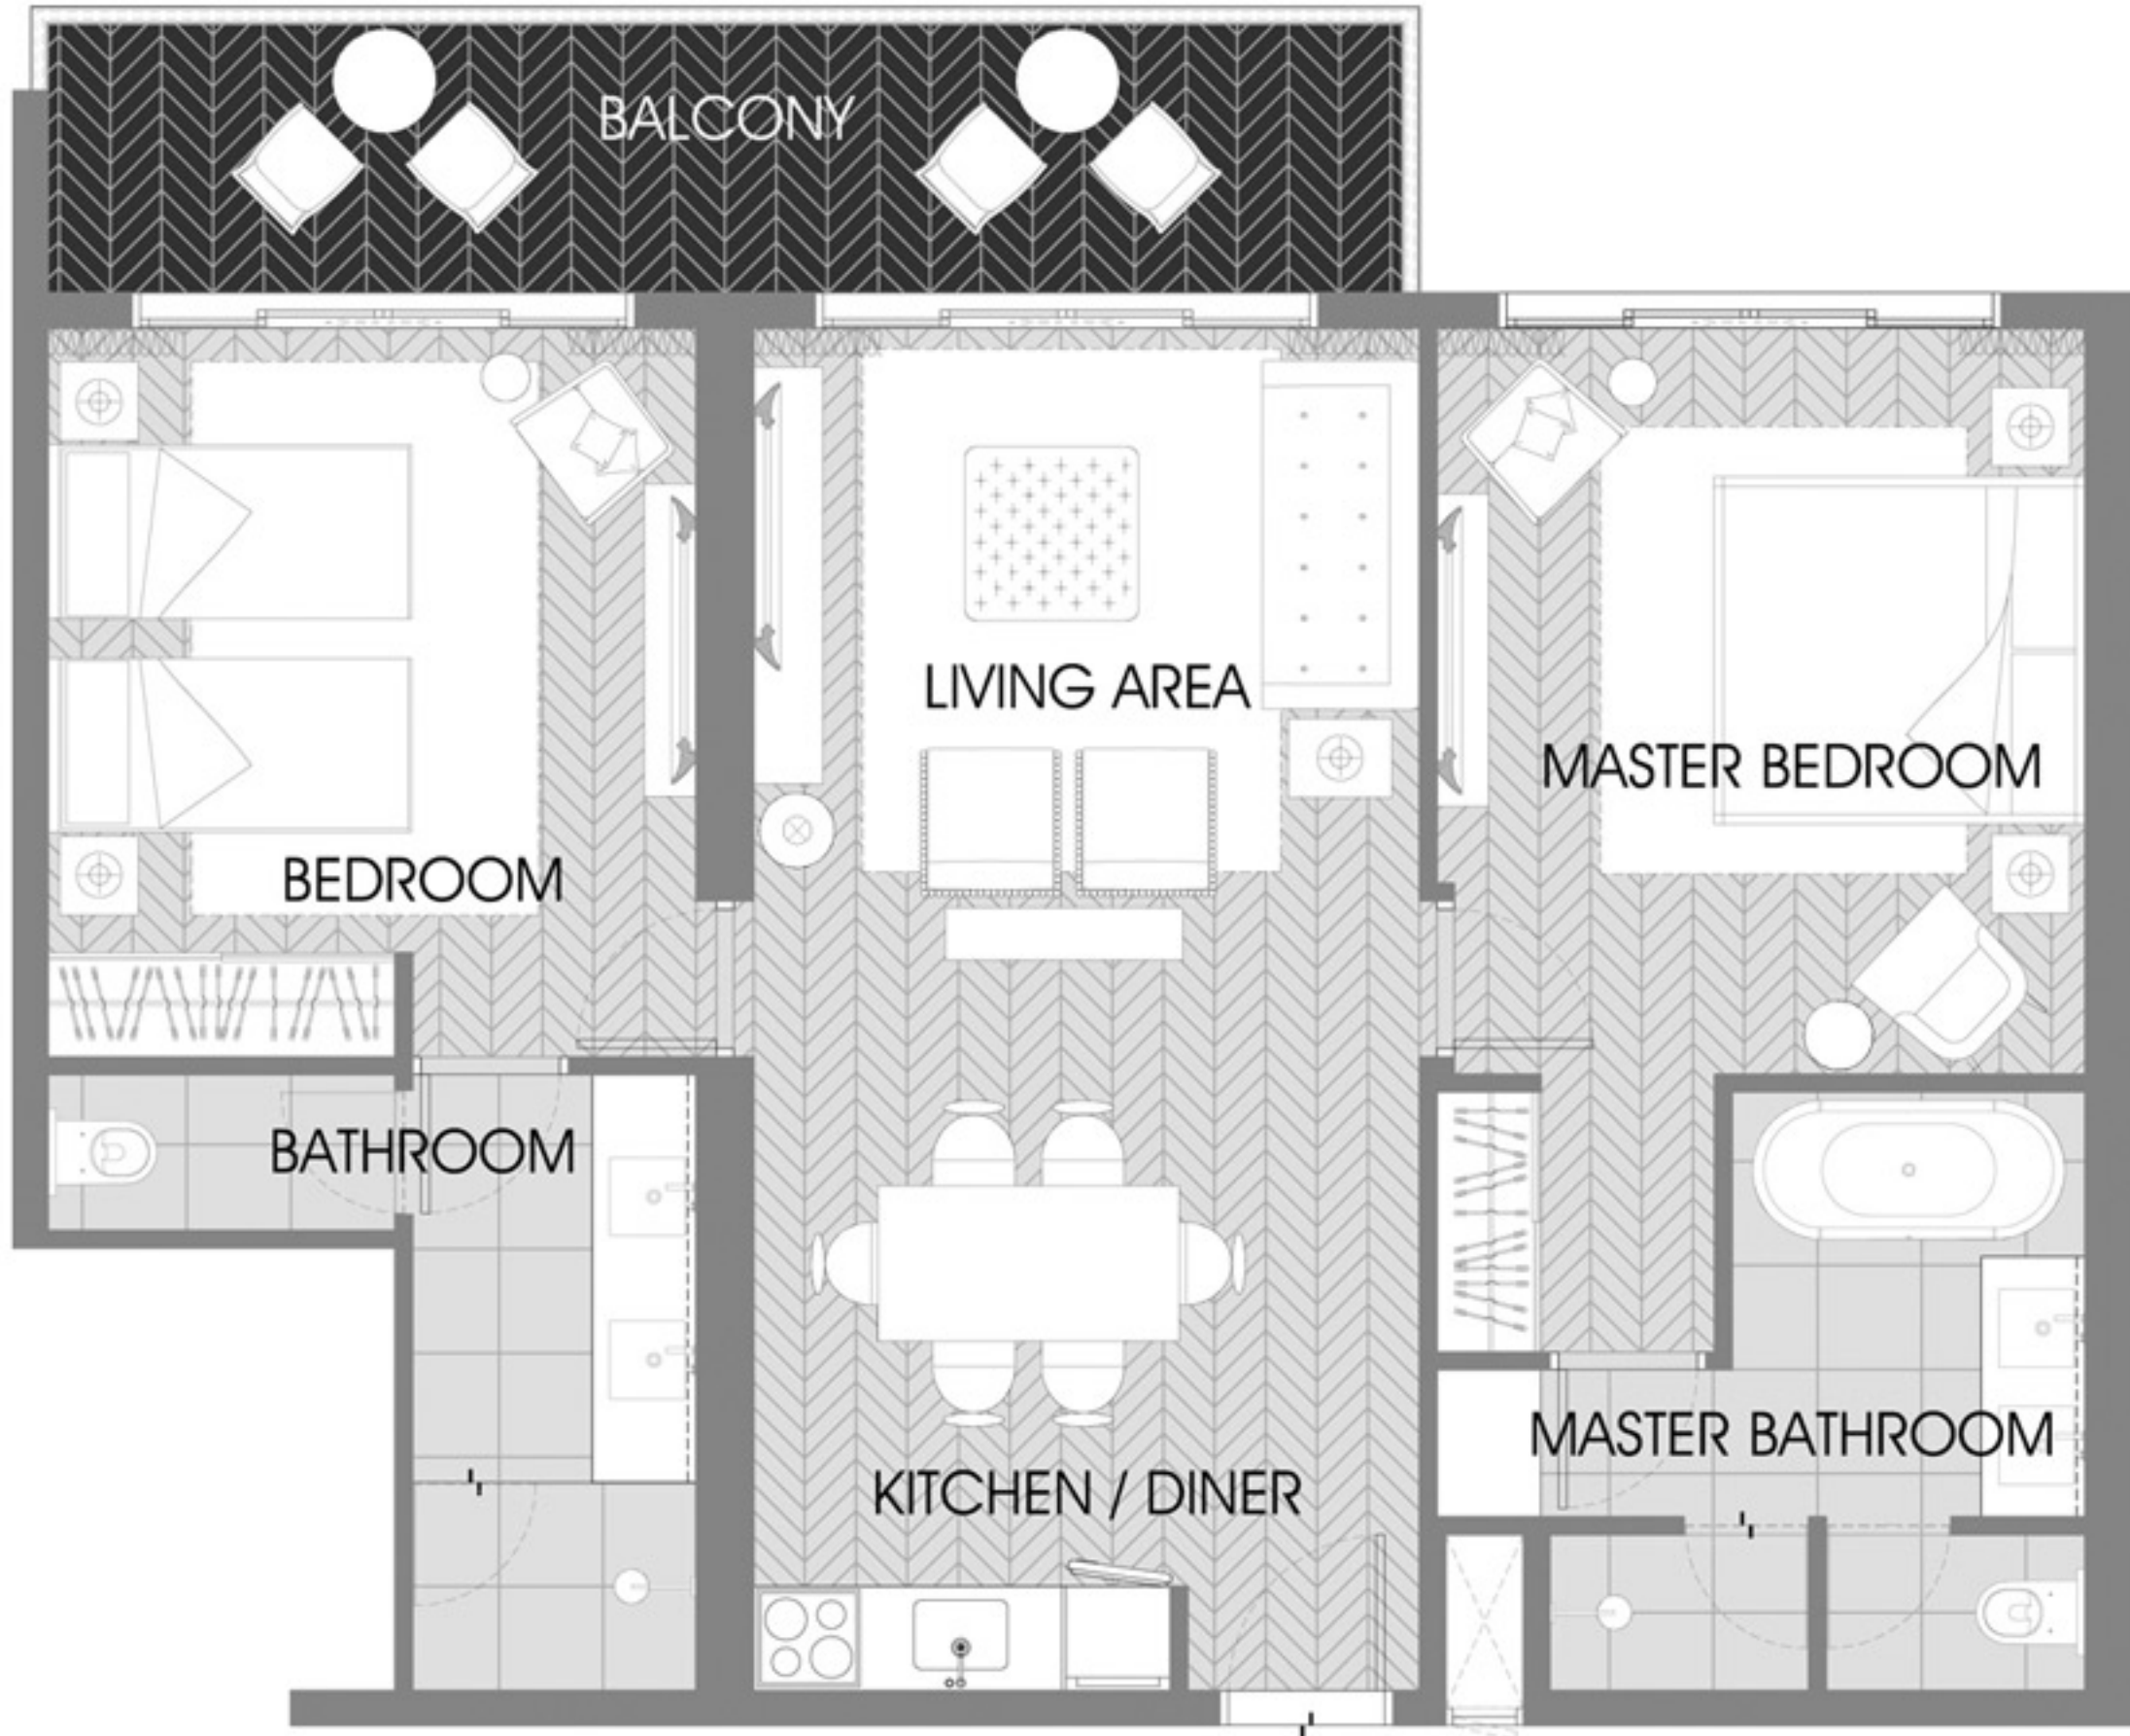 BALCONY
LIVING AREA
MASTER BEDROOM
BEDROOM
BATHROOM
MASTER BATHROOM
KITCHEN / DINER